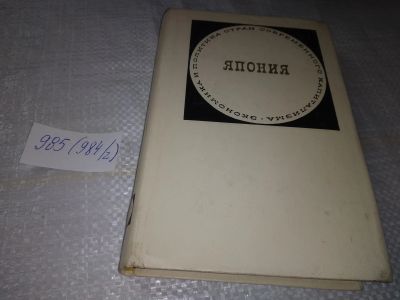 ЭКОНОМИКА И ПОЛИТИКА СТРАН СОВРЕМЕННОГО КАПИТАЛИЗМА •
ЯПОНИЯ
985 (984/2)